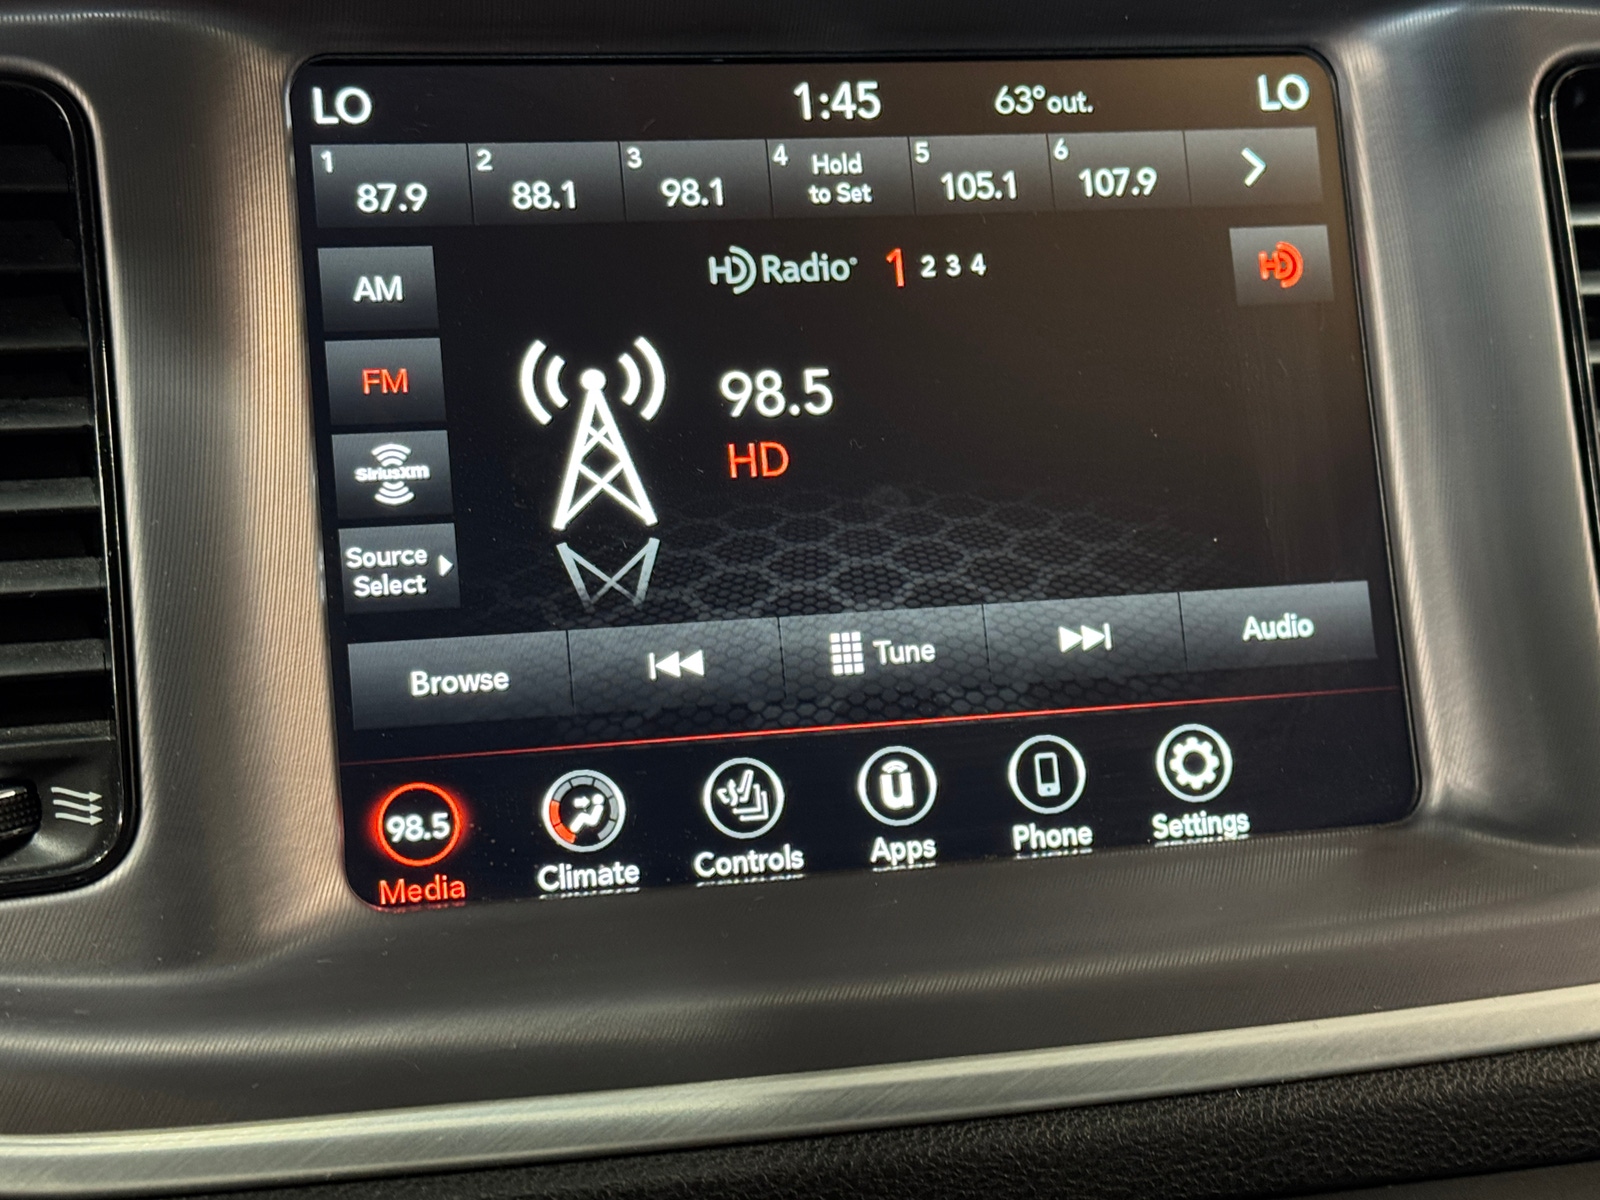 LO 1:45 63° out. LO
1 87.9 2 88.1 3 98.1 4 Hold to Set 5 105.1 6 107.9
HD Radio 1 2 3 4 HD
AM
FM
SiriusXM
Source
Select
98.5
HD
Browse Tune Audio
98.5
Media Climate Controls Apps Phone Settings